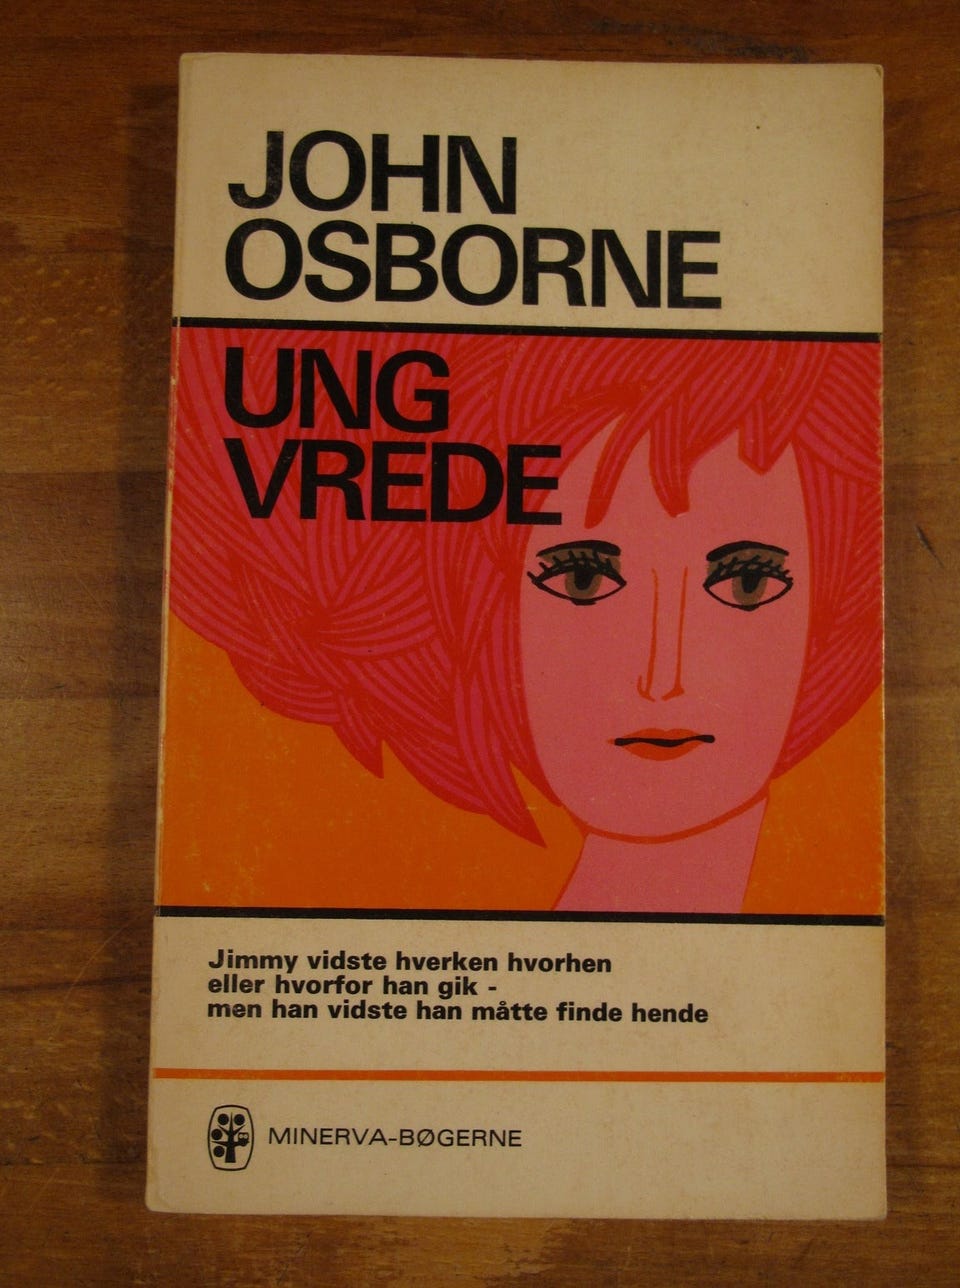 JOHN
OSBORNE
UNG
VREDE
Jimmy vidste hverken hvorhen
eller hvorfor han gik -
men han vidste han måtte finde hende
MINERVA-BØGERNE